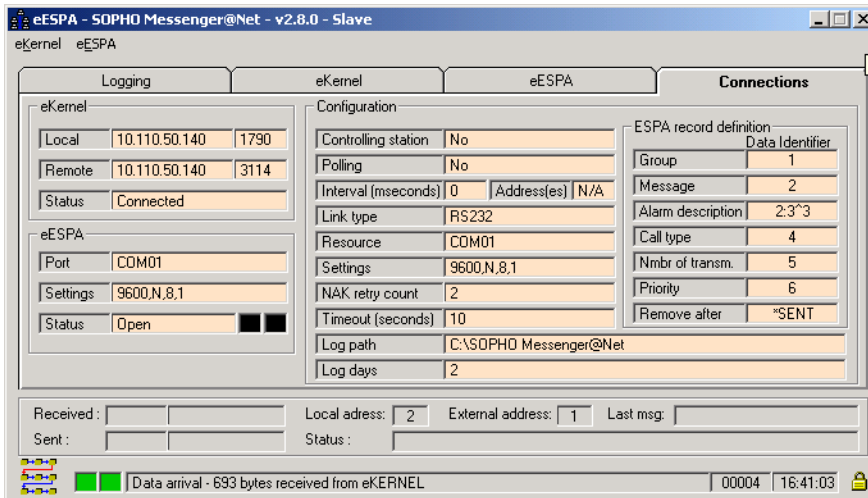 eESPA - SOPHO Messenger@Net - v2.8.0 - Slave
eKernel eESPA
Logging eKernel eESPA Connections
eKernel
Local 10.110.50.140 1790
Remote 10.110.50.140 3114
Status Connected
eESPA
Port COM01
Settings 9600,N,8,1
Status Open
Configuration
Controlling station No
Polling No
Interval (mseconds) 0 Address(es) N/A
Link type RS232
Resource COM01
Settings 9600,N,8,1
NAK retry count 2
Timeout (seconds) 10
Log path C:\SOPHO Messenger@Net
Log days 2
ESPA record definition
Data Identifier
Group 1
Message 2
Alarm description 2:3^3
Call type 4
Nmbr of transm. 5
Priority 6
Remove after *SENT
Received : Local adress: 2 External address: 1 Last msg:
Sent : Status :
Data arrival - 693 bytes received from eKERNEL 00004 16:41:03